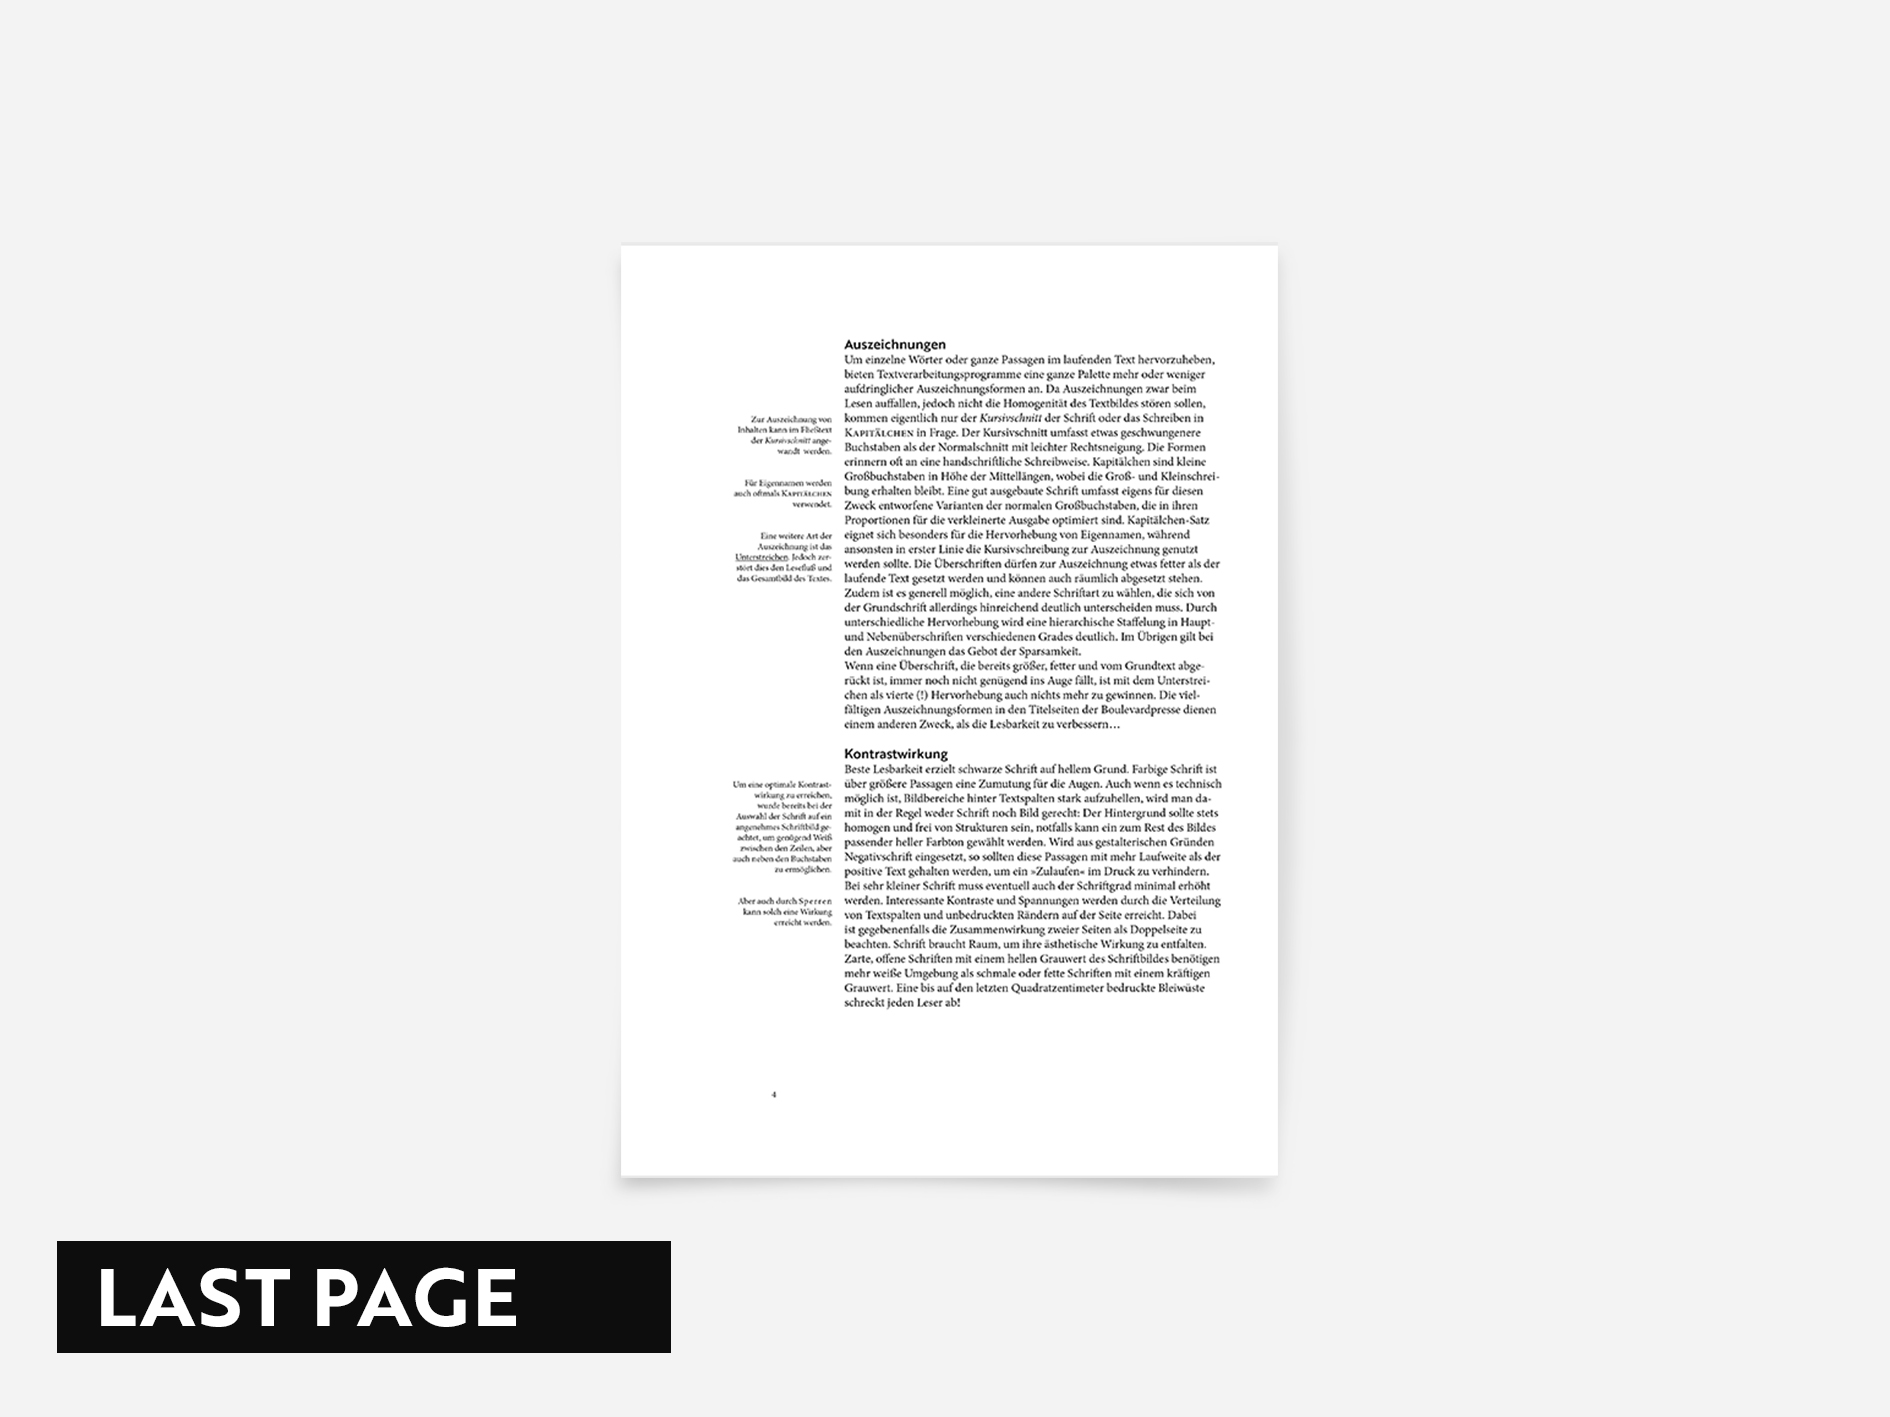 Auszeichnungen
Um einzelne Wörter oder ganze Passagen im laufenden Text hervorzuheben,
bieten Textverarbeitungsprogramme eine ganze Palette mehr oder weniger
aufdringlicher Auszeichnungsformen an. Da Auszeichnungen zwar beim
Lesen auffallen, jedoch nicht die Homogenität des Textbildes stören sollen,
kommen eigentlich nur der Kursivschnitt der Schrift oder das Schreiben in
KAPITÄLCHEN in Frage. Der Kursivschnitt umfasst etwas geschwungenere
Buchstaben als der Normalschnitt mit leichter Rechtsneigung. Die Formen
erinnern oft an eine handschriftliche Schreibweise. Kapitälchen sind kleine
Großbuchstaben in Höhe der Mittellängen, wobei die Groß- und Kleinschrei-
bung erhalten bleibt. Eine gut ausgebaute Schrift umfasst eigens für diesen
Zweck entworfene Varianten der normalen Großbuchstaben, die in ihren
Proportionen für die verkleinerte Ausgabe optimiert sind. Kapitälchen-Satz
eignet sich besonders für die Hervorhebung von Eigennamen, während
ansonsten in erster Linie die Kursivschreibung zur Auszeichnung genutzt
werden sollte. Die Überschriften dürfen zur Auszeichnung etwas fetter als der
laufende Text gesetzt werden und können auch räumlich abgesetzt stehen.
Zudem ist es generell möglich, eine andere Schriftart zu wählen, die sich von
der Grundschrift allerdings hinreichend deutlich unterscheiden muss. Durch
unterschiedliche Hervorhebung wird eine hierarchische Staffelung in Haupt-
und Nebenüberschriften verschiedenen Grades deutlich. Im Übrigen gilt bei
den Auszeichnungen das Gebot der Sparsamkeit.
Wenn eine Überschrift, die bereits größer, fetter und vom Grundtext abge-
rückt ist, immer noch nicht genügend ins Auge fällt, ist mit dem Unterstrei-
chen als vierte (!) Hervorhebung auch nichts mehr zu gewinnen. Die viel-
fältigen Auszeichnungsformen in den Titelseiten der Boulevardpresse dienen
einem anderen Zweck, als die Lesbarkeit zu verbessern…
Zur Auszeichnung von
Inhalten kann im Fließtext
der Kursivschnitt ange-
wandt werden.
Für Eigennamen werden
auch oftmals KAPITÄLCHEN
verwendet.
Eine weitere Art der
Auszeichnung ist das
Unterstreichen. Jedoch zer-
stört dies den Lesefluß und
das Gesamtbild des Textes.
Kontrastwirkung
Beste Lesbarkeit erzielt schwarze Schrift auf hellem Grund. Farbige Schrift ist
über größere Passagen eine Zumutung für die Augen. Auch wenn es technisch
möglich ist, Bildbereiche hinter Textspalten stark aufzuhellen, wird man da-
mit in der Regel weder Schrift noch Bild gerecht: Der Hintergrund sollte stets
homogen und frei von Strukturen sein, notfalls kann ein zum Rest des Bildes
passender heller Farbton gewählt werden. Wird aus gestalterischen Gründen
Negativschrift eingesetzt, so sollten diese Passagen mit mehr Laufweite als der
positive Text gehalten werden, um ein »Zulaufen« im Druck zu verhindern.
Bei sehr kleiner Schrift muss eventuell auch der Schriftgrad minimal erhöht
werden. Interessante Kontraste und Spannungen werden durch die Verteilung
von Textspalten und unbedruckten Rändern auf der Seite erreicht. Dabei
ist gegebenenfalls die Zusammenwirkung zweier Seiten als Doppelseite zu
beachten. Schrift braucht Raum, um ihre ästhetische Wirkung zu entfalten.
Zarte, offene Schriften mit einem hellen Grauwert des Schriftbildes benötigen
mehr weiße Umgebung als schmale oder fette Schriften mit einem kräftigen
Grauwert. Eine bis auf den letzten Quadratzentimeter bedruckte Bleiwüste
schreckt jeden Leser ab!
Um eine optimale Kontrast-
wirkung zu erreichen,
wurde bereits bei der
Auswahl der Schrift auf ein
angenehmes Schriftbild ge-
achtet, um genügend Weiß
zwischen den Zeilen, aber
auch neben den Buchstaben
zu ermöglichen.
Aber auch durch Sperren
kann solch eine Wirkung
erreicht werden.
4
LAST PAGE